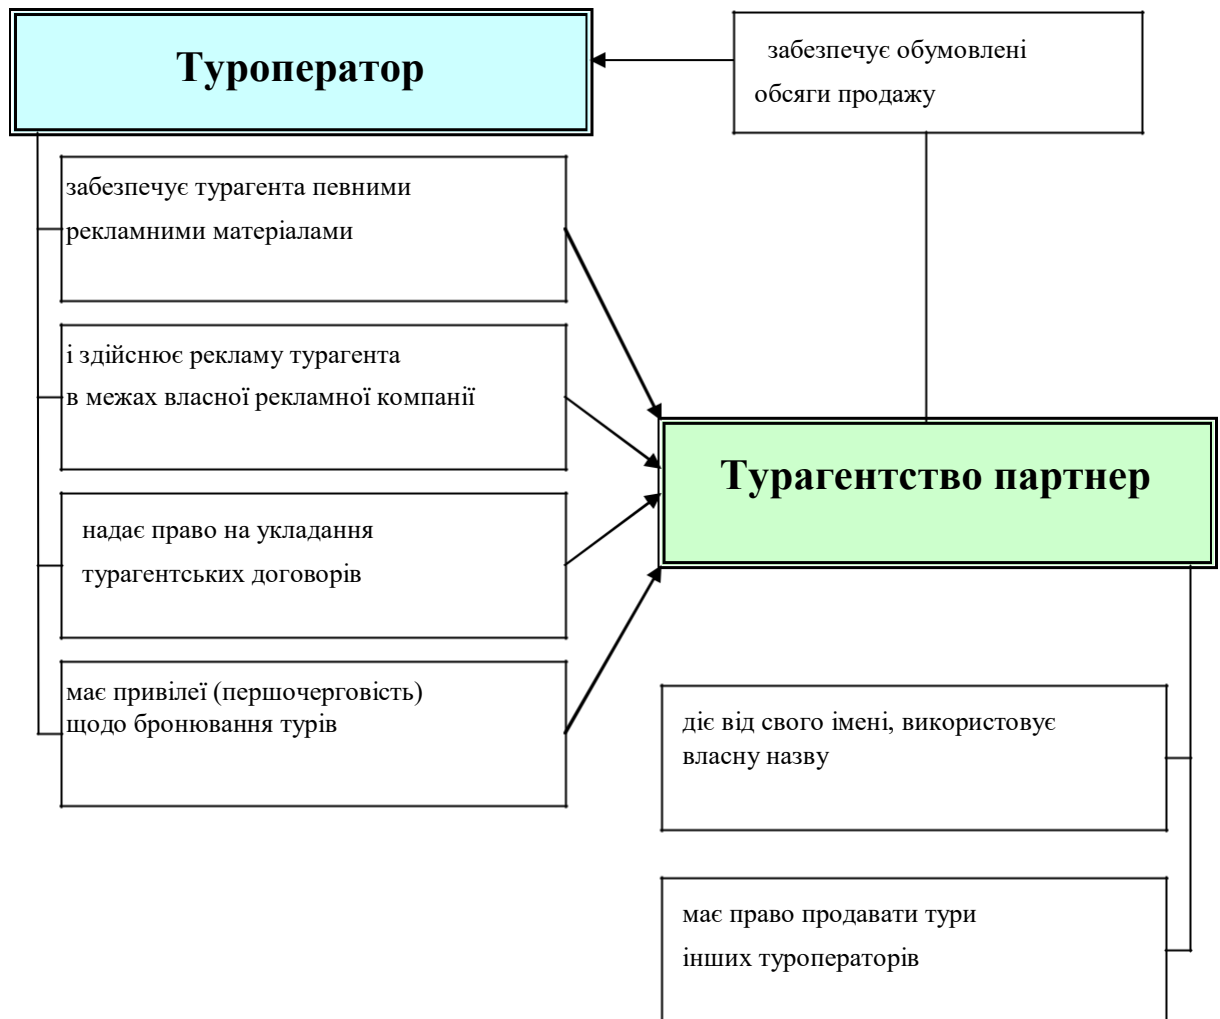 Туроператор
забезпечує обумовлені
обсяги продажу
забезпечує турагента певними
рекламними матеріалами
і здійснює рекламу турагента
в межах власної рекламної компанії
Турагентство партнер
надає право на укладання
турагентських договорів
має привілеї (першочерговість)
щодо бронювання турів
діє від свого імені, використовує
власну назву
має право продавати тури
інших туроператорів